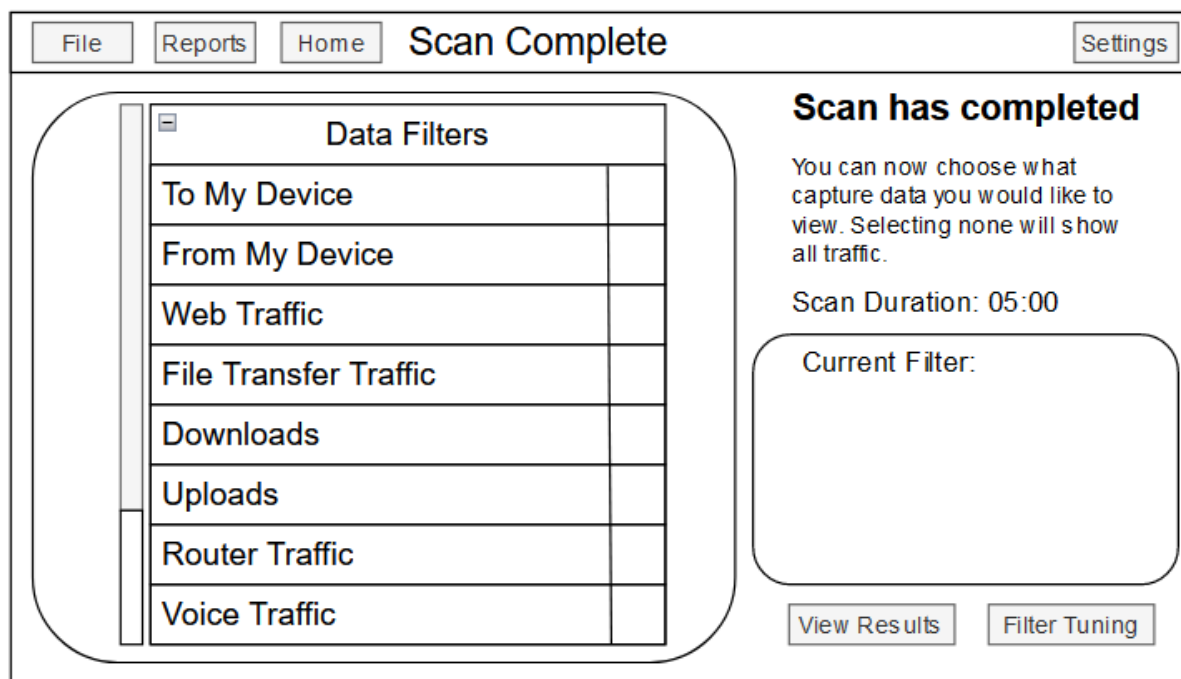 File
Reports
Home
Scan Complete
Settings
Data Filters
To My Device
From My Device
Web Traffic
File Transfer Traffic
Downloads
Uploads
Router Traffic
Voice Traffic
Scan has completed
You can now choose what
capture data you would like to
view. Selecting none will show
all traffic.
Scan Duration: 05:00
Current Filter:
View Results
Filter Tuning